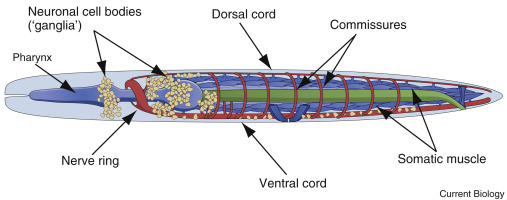 Neuronal cell bodies
(‘ganglia’)
Dorsal cord
Commissures
Pharynx
Nerve ring
Ventral cord
Somatic muscle
Current Biology